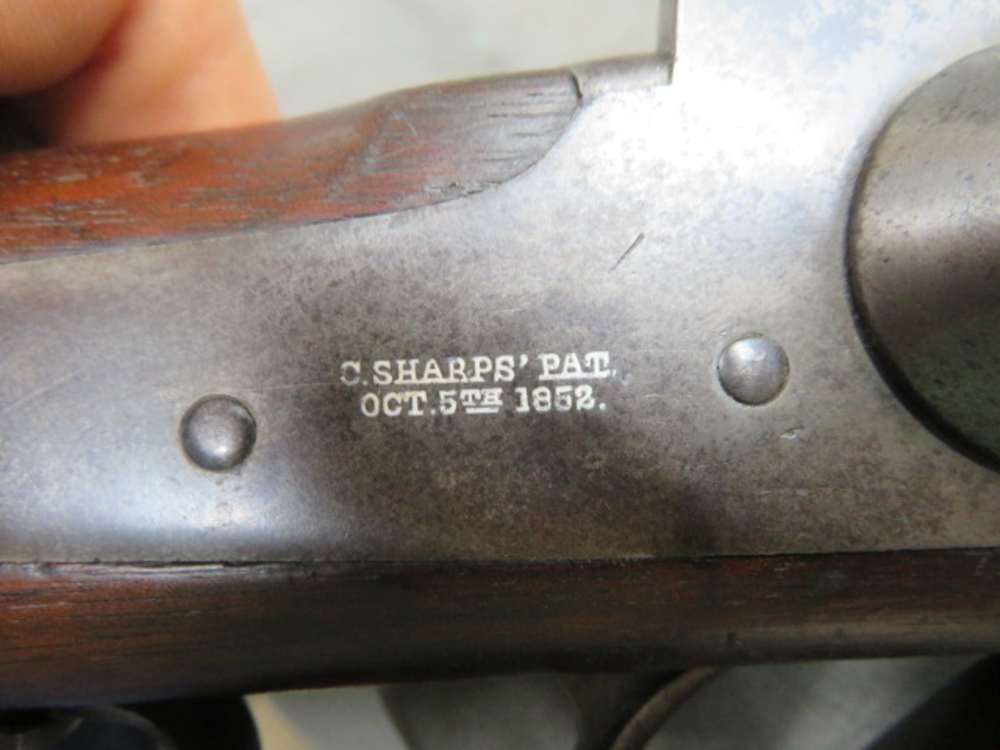 C. SHARPS' PAT.
OCT. 5TH 1852.